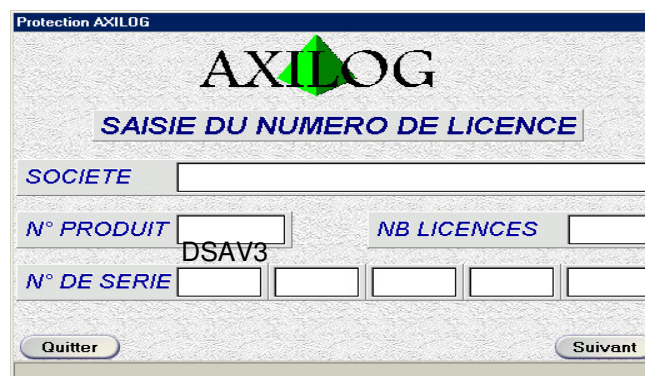 Protection AXILOG
AXILOG
SAISIE DU NUMERO DE LICENCE
SOCIETE
N° PRODUIT NB LICENCES
DSAV3
N° DE SERIE
Quitter Suivant